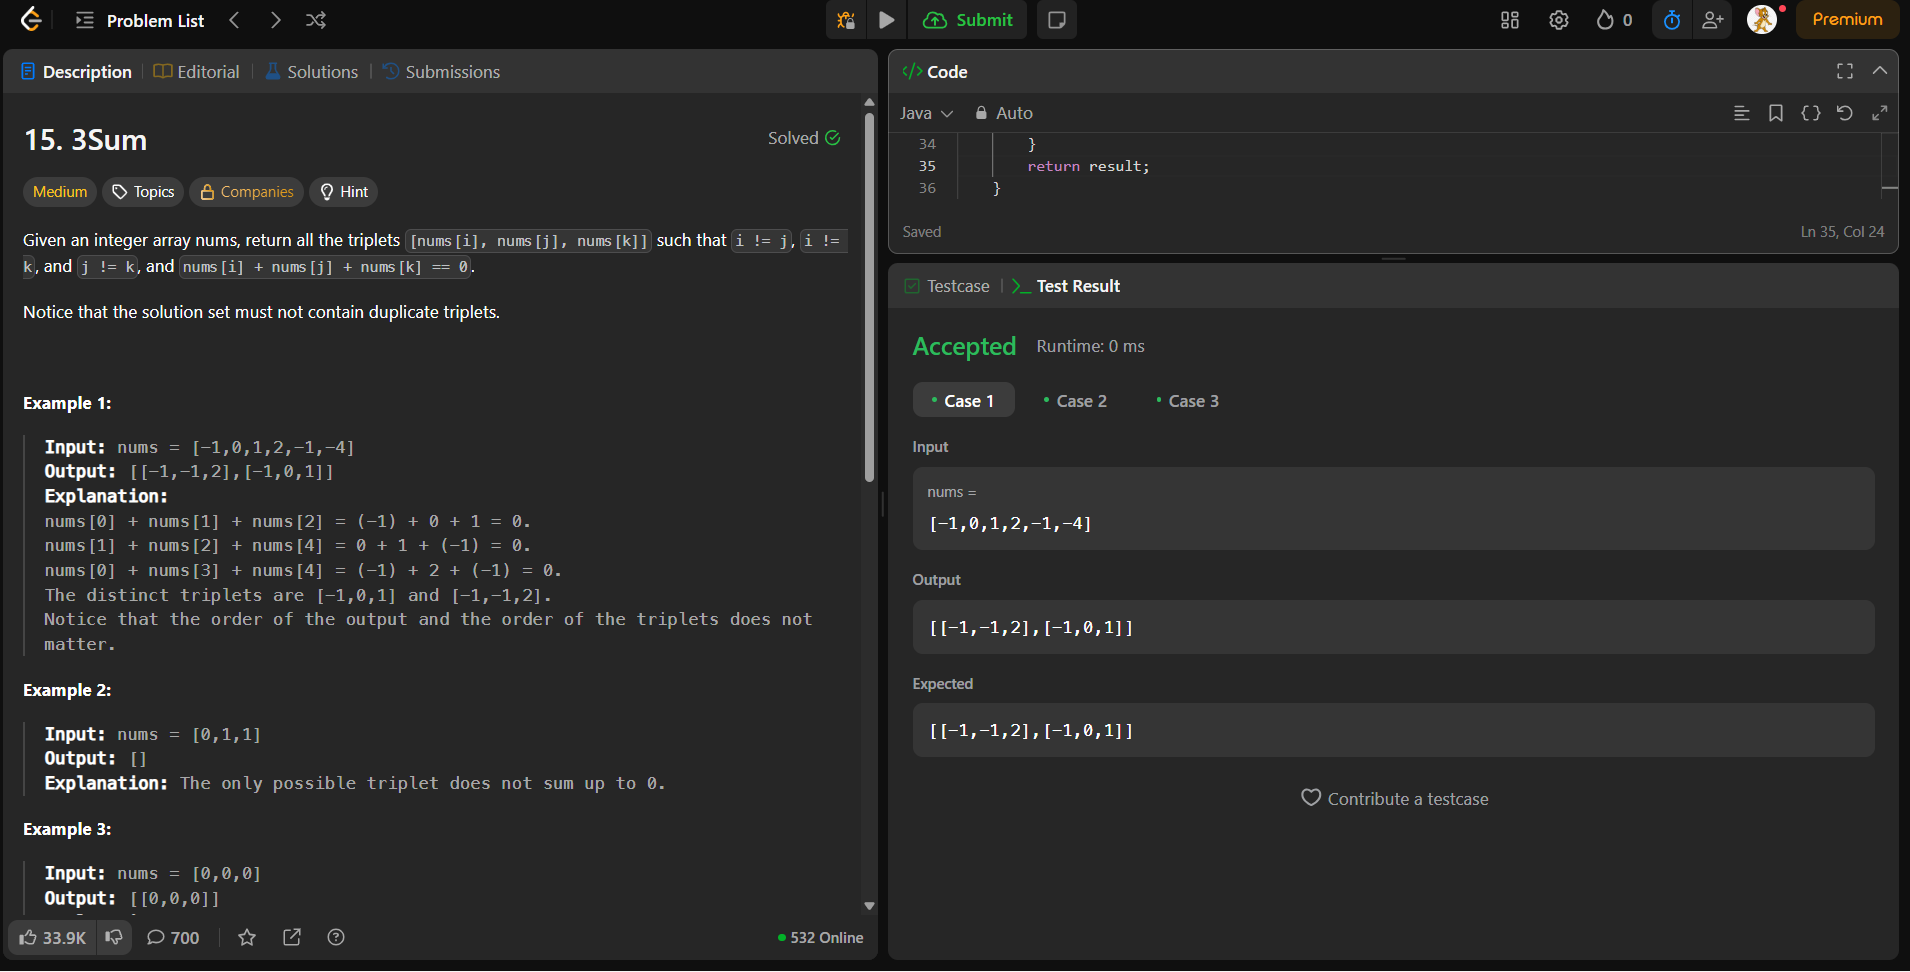 Problem List
Submit
0
Premium
Description
Editorial
Solutions
Submissions
15. 3Sum
Solved
Medium
Topics
Companies
Hint
Given an integer array nums, return all the triplets [nums[i], nums[j], nums[k]] such that i != j, i !=
k, and j != k, and nums[i] + nums[j] + nums[k] == 0.
Notice that the solution set must not contain duplicate triplets.
Example 1:
Input: nums = [-1,0,1,2,-1,-4]
Output: [[-1,-1,2],[-1,0,1]]
Explanation:
nums[0] + nums[1] + nums[2] = (-1) + 0 + 1 = 0.
nums[1] + nums[2] + nums[4] = 0 + 1 + (-1) = 0.
nums[0] + nums[3] + nums[4] = (-1) + 2 + (-1) = 0.
The distinct triplets are [-1,0,1] and [-1,-1,2].
Notice that the order of the output and the order of the triplets does not
matter.
Example 2:
Input: nums = [0,1,1]
Output: []
Explanation: The only possible triplet does not sum up to 0.
Example 3:
Input: nums = [0,0,0]
Output: [[0,0,0]]
33.9K
700
532 Online
</> Code
Java
Auto
34 }
35 return result;
36 }
Saved
Ln 35, Col 24
Testcase
>_ Test Result
Accepted
Runtime: 0 ms
Case 1
Case 2
Case 3
Input
nums =
[-1,0,1,2,-1,-4]
Output
[[-1,-1,2],[-1,0,1]]
Expected
[[-1,-1,2],[-1,0,1]]
Contribute a testcase